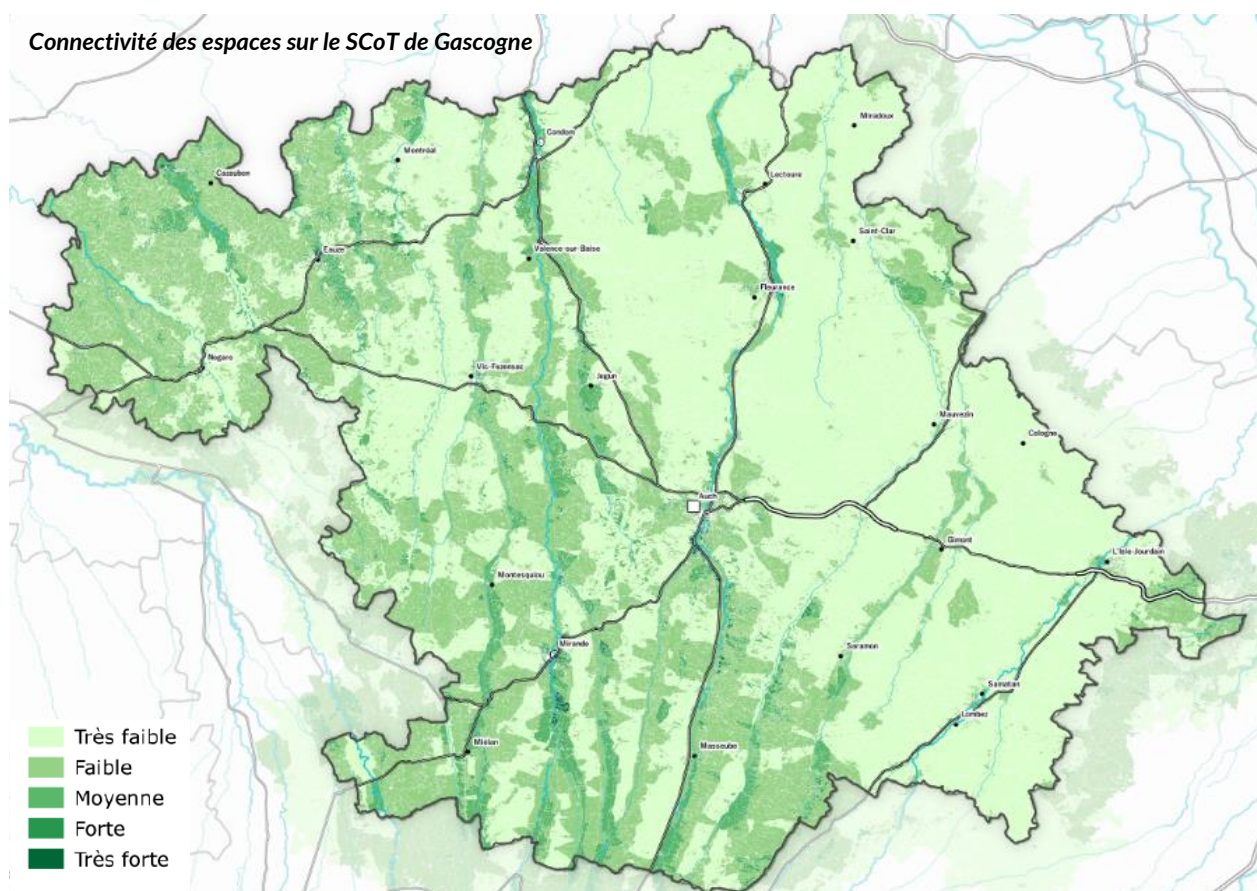 Connectivité des espaces sur le SCoT de Gascogne
Miradoux
Condom
Montréal
Cazaubon
Lectoure
Saint-Clar
Valence-sur-Baïse
Eauze
Fleurance
Nogaro
Vic-Fezensac
Jegun
Mauvezin
Cologne
Auch
Gimont
L'Isle-Jourdain
Montesquiou
Mirande
Saramon
Samatan
Lombez
Miélan
Masseube
Très faible
Faible
Moyenne
Forte
Très forte